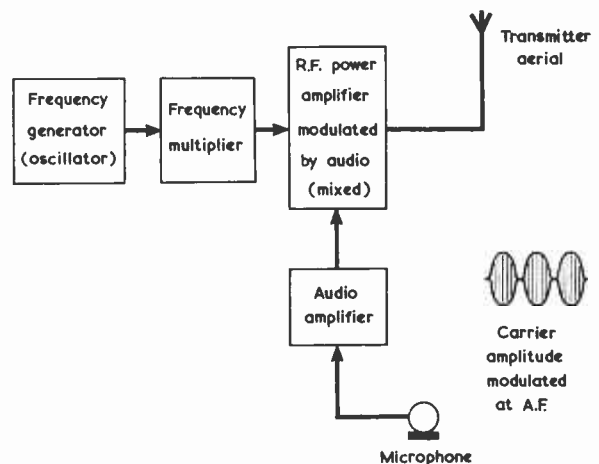 Frequency
generator
(oscillator)
Frequency
multiplier
R.F. power
amplifier
modulated
by audio
(mixed)
Transmitter
aerial
Audio
amplifier
Microphone
Carrier
amplitude
modulated
at A.F.